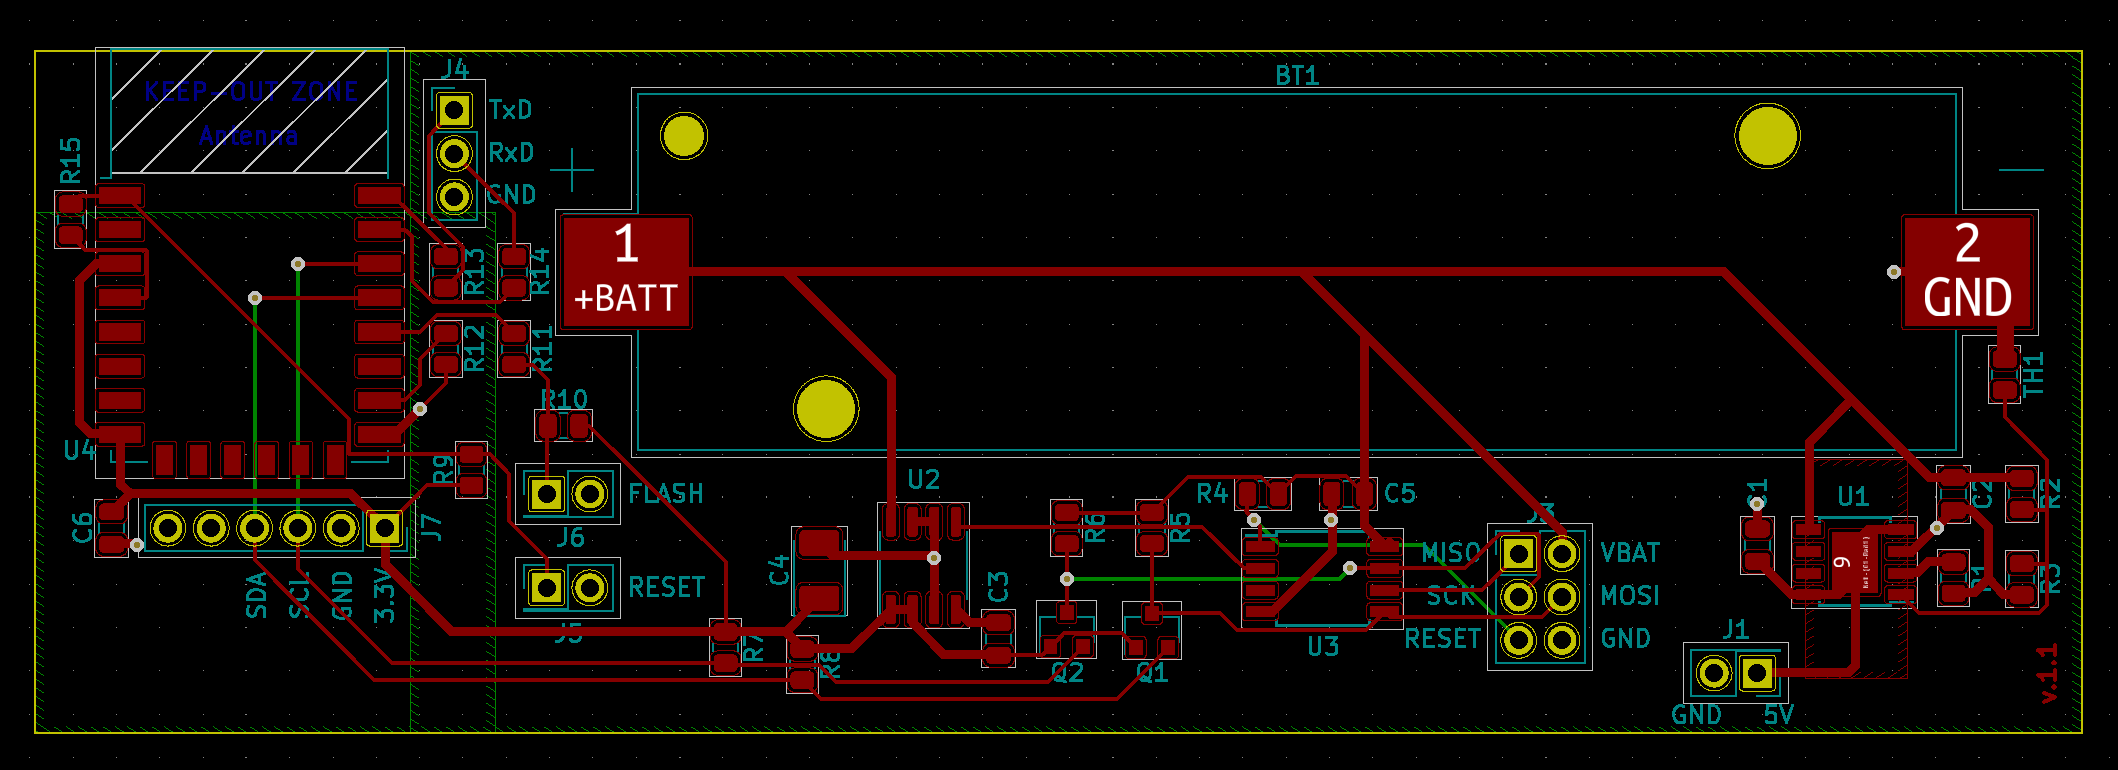 KEEP-OUT ZONE
Antenna
R15
J4
TxD
RxD
GND
BT1
1
+BATT
2
GND
R13
R14
R12
R11
TH1
R10
U4
R9
FLASH
J6
C6
J7
U2
C4
C3
R6
R5
R4
C5
U3
J3
MISO
SCK
RESET
VBAT
MOSI
GND
C1
U1
9
C2
R2
R1
R3
SDA
SCL
GND
3.3V
RESET
J5
R7
R8
Q2
Q1
J1
GND
5V
v.1.1